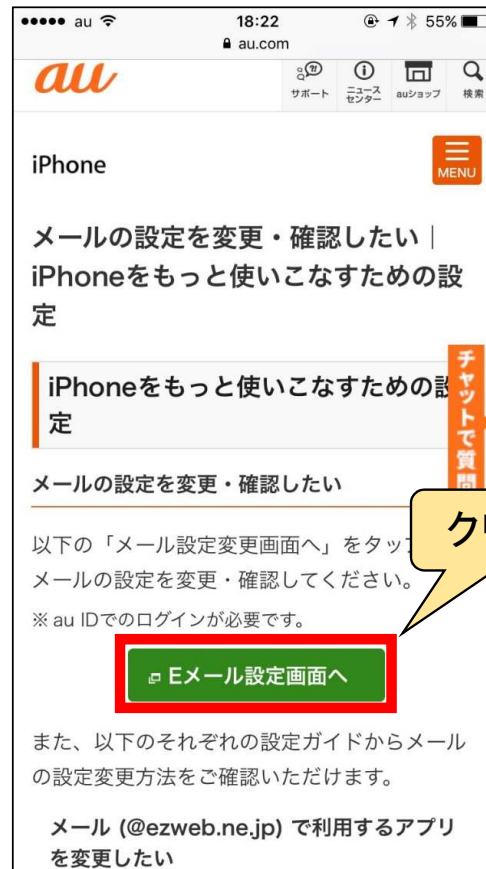 au
18:22
55%
au.com
au
サポート
ニュース
センター
auショップ
検索
iPhone
MENU
メールの設定を変更・確認したい｜
iPhoneをもっと使いこなすための設
定
iPhoneをもっと使いこなすための設
定
チャットで質問
メールの設定を変更・確認したい
以下の「メール設定変更画面へ」をタッ
メールの設定を変更・確認してください。
※ au IDでのログインが必要です。
Eメール設定画面へ
また、以下のそれぞれの設定ガイドからメール
の設定変更方法をご確認いただけます。
メール (@ezweb.ne.jp) で利用するアプリ
を変更したい